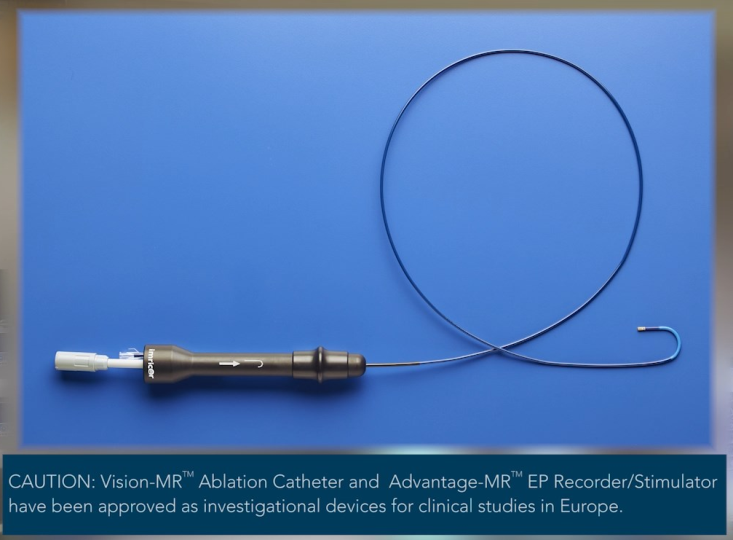 imricor
CAUTION: Vision-MR™ Ablation Catheter and Advantage-MR™ EP Recorder/Stimulator
have been approved as investigational devices for clinical studies in Europe.